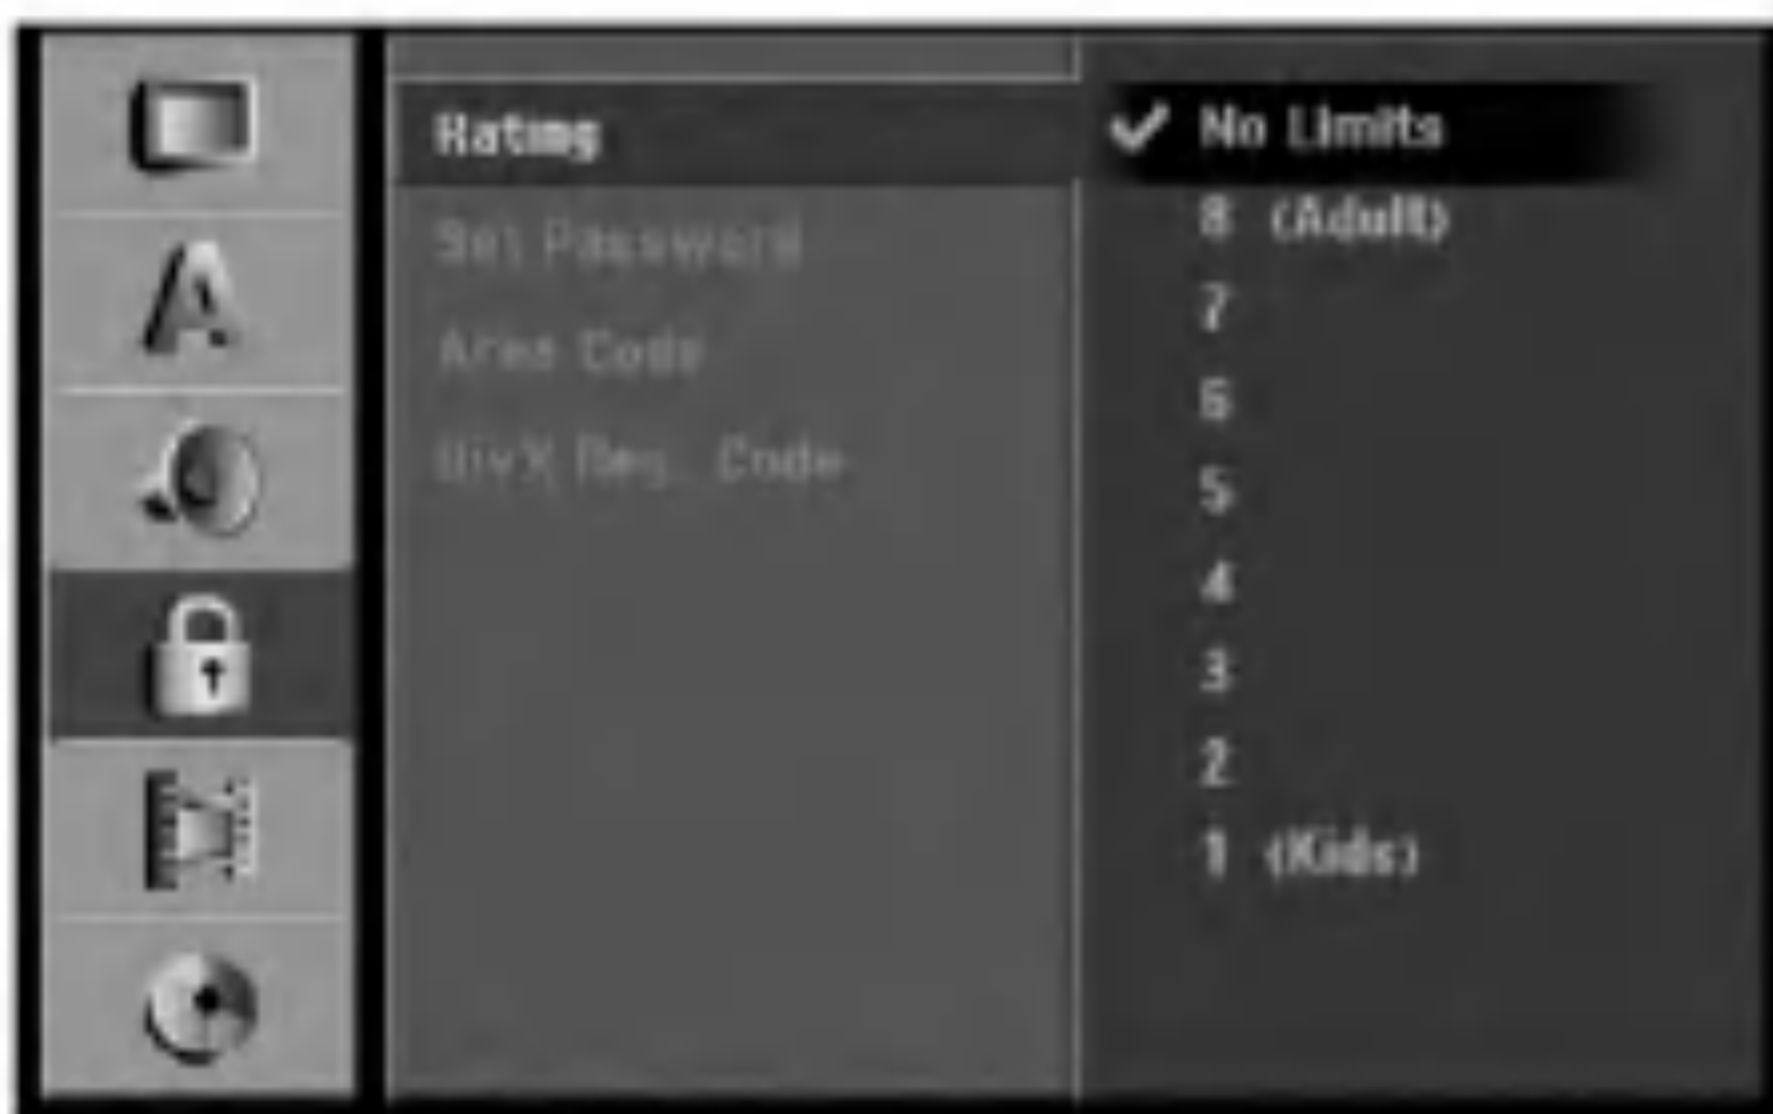 Rating
Set Password
Area Code
DivX Reg. Code
No Limits
8 (Adult)
7
6
5
4
3
2
1 (Kids)